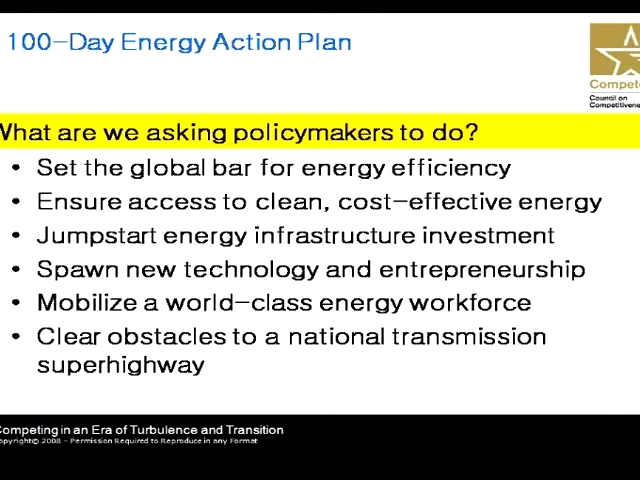 100-Day Energy Action Plan
Compete
Council on
Competitivene
What are we asking policymakers to do?
• Set the global bar for energy efficiency
• Ensure access to clean, cost-effective energy
• Jumpstart energy infrastructure investment
• Spawn new technology and entrepreneurship
• Mobilize a world-class energy workforce
• Clear obstacles to a national transmission
superhighway
Competing in an Era of Turbulence and Transition
opyright© 2008 - Permission Required to Reproduce in any Format